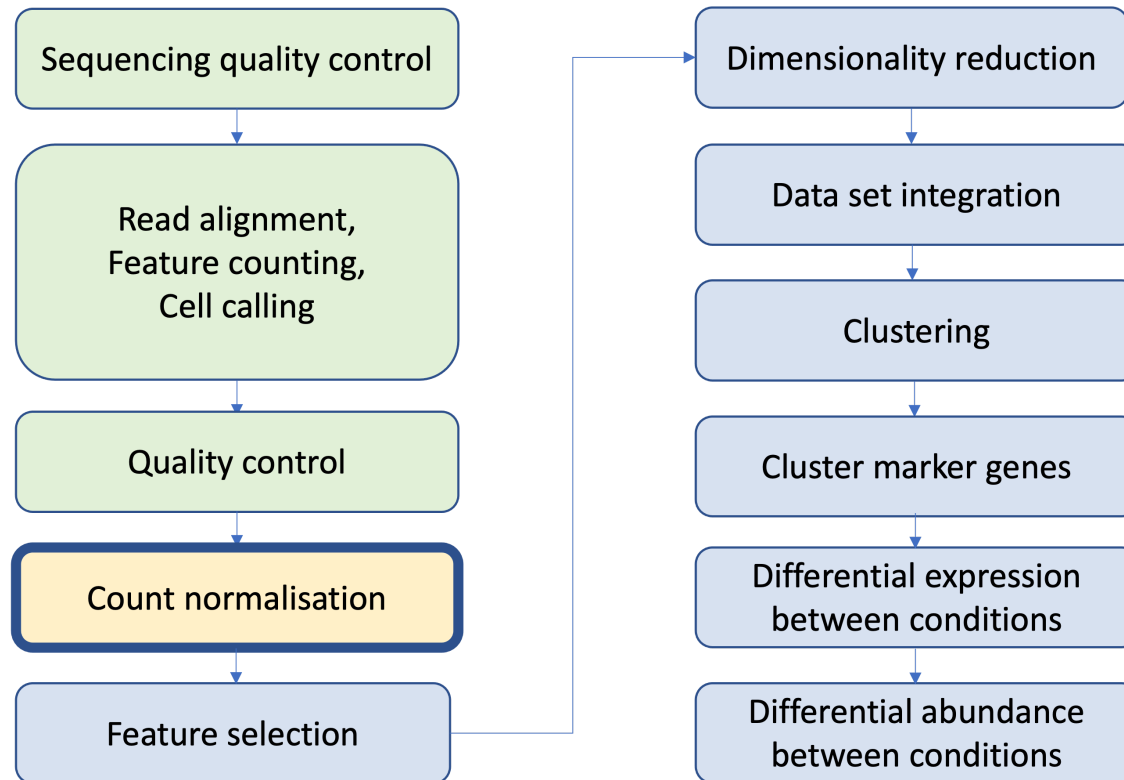 Sequencing quality control
Read alignment,
Feature counting,
Cell calling
Quality control
Count normalisation
Feature selection
Dimensionality reduction
Data set integration
Clustering
Cluster marker genes
Differential expression
between conditions
Differential abundance
between conditions